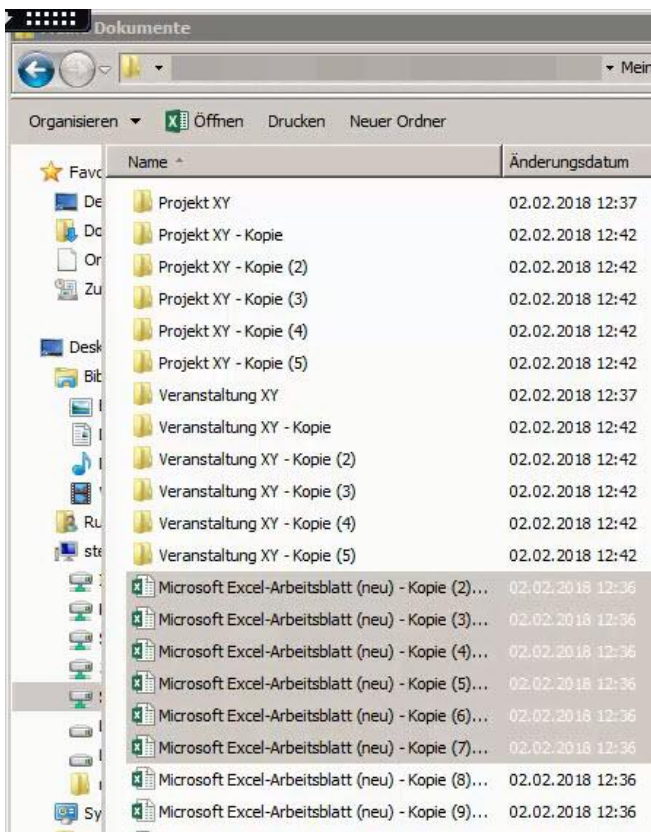 Dokumente
Mein
Organisieren Öffnen Drucken Neuer Ordner
Name Änderungsdatum
Favo
De
Do
Or
Zu
Desk
Bib
Ru
ste
Sy
Projekt XY 02.02.2018 12:37
Projekt XY - Kopie 02.02.2018 12:42
Projekt XY - Kopie (2) 02.02.2018 12:42
Projekt XY - Kopie (3) 02.02.2018 12:42
Projekt XY - Kopie (4) 02.02.2018 12:42
Projekt XY - Kopie (5) 02.02.2018 12:42
Veranstaltung XY 02.02.2018 12:37
Veranstaltung XY - Kopie 02.02.2018 12:42
Veranstaltung XY - Kopie (2) 02.02.2018 12:42
Veranstaltung XY - Kopie (3) 02.02.2018 12:42
Veranstaltung XY - Kopie (4) 02.02.2018 12:42
Veranstaltung XY - Kopie (5) 02.02.2018 12:42
Microsoft Excel-Arbeitsblatt (neu) - Kopie (2)... 02.02.2018 12:36
Microsoft Excel-Arbeitsblatt (neu) - Kopie (3)... 02.02.2018 12:36
Microsoft Excel-Arbeitsblatt (neu) - Kopie (4)... 02.02.2018 12:36
Microsoft Excel-Arbeitsblatt (neu) - Kopie (5)... 02.02.2018 12:36
Microsoft Excel-Arbeitsblatt (neu) - Kopie (6)... 02.02.2018 12:36
Microsoft Excel-Arbeitsblatt (neu) - Kopie (7)... 02.02.2018 12:36
Microsoft Excel-Arbeitsblatt (neu) - Kopie (8)... 02.02.2018 12:36
Microsoft Excel-Arbeitsblatt (neu) - Kopie (9)... 02.02.2018 12:36